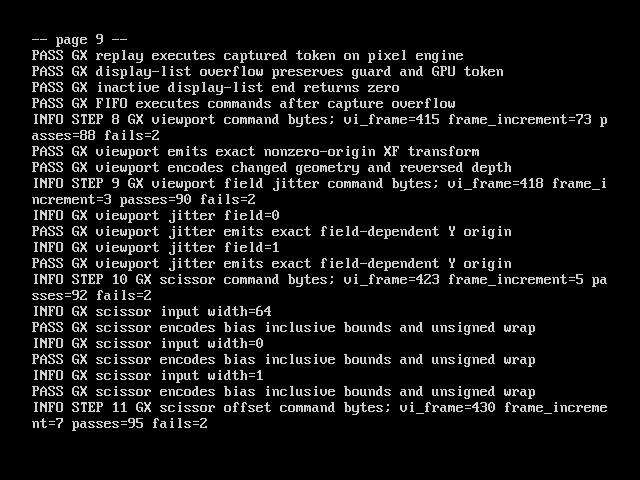 -- page 9 --
PASS GX replay executes captured token on pixel engine
PASS GX display-list overflow preserves guard and GPU token
PASS GX inactive display-list end returns zero
PASS GX FIFO executes commands after capture overflow
INFO STEP 8 GX viewport command bytes; vi_frame=415 frame_increment=73 p
asses=88 fails=2
PASS GX viewport emits exact nonzero-origin XF transform
PASS GX viewport encodes changed geometry and reversed depth
INFO STEP 9 GX viewport field jitter command bytes; vi_frame=418 frame_i
ncrement=3 passes=90 fails=2
INFO GX viewport jitter field=0
PASS GX viewport jitter emits exact field-dependent Y origin
INFO GX viewport jitter field=1
PASS GX viewport jitter emits exact field-dependent Y origin
INFO STEP 10 GX scissor command bytes; vi_frame=423 frame_increment=5 pa
sses=92 fails=2
INFO GX scissor input width=64
PASS GX scissor encodes bias inclusive bounds and unsigned wrap
INFO GX scissor input width=0
PASS GX scissor encodes bias inclusive bounds and unsigned wrap
INFO GX scissor input width=1
PASS GX scissor encodes bias inclusive bounds and unsigned wrap
INFO STEP 11 GX scissor offset command bytes; vi_frame=430 frame_increme
nt=7 passes=95 fails=2